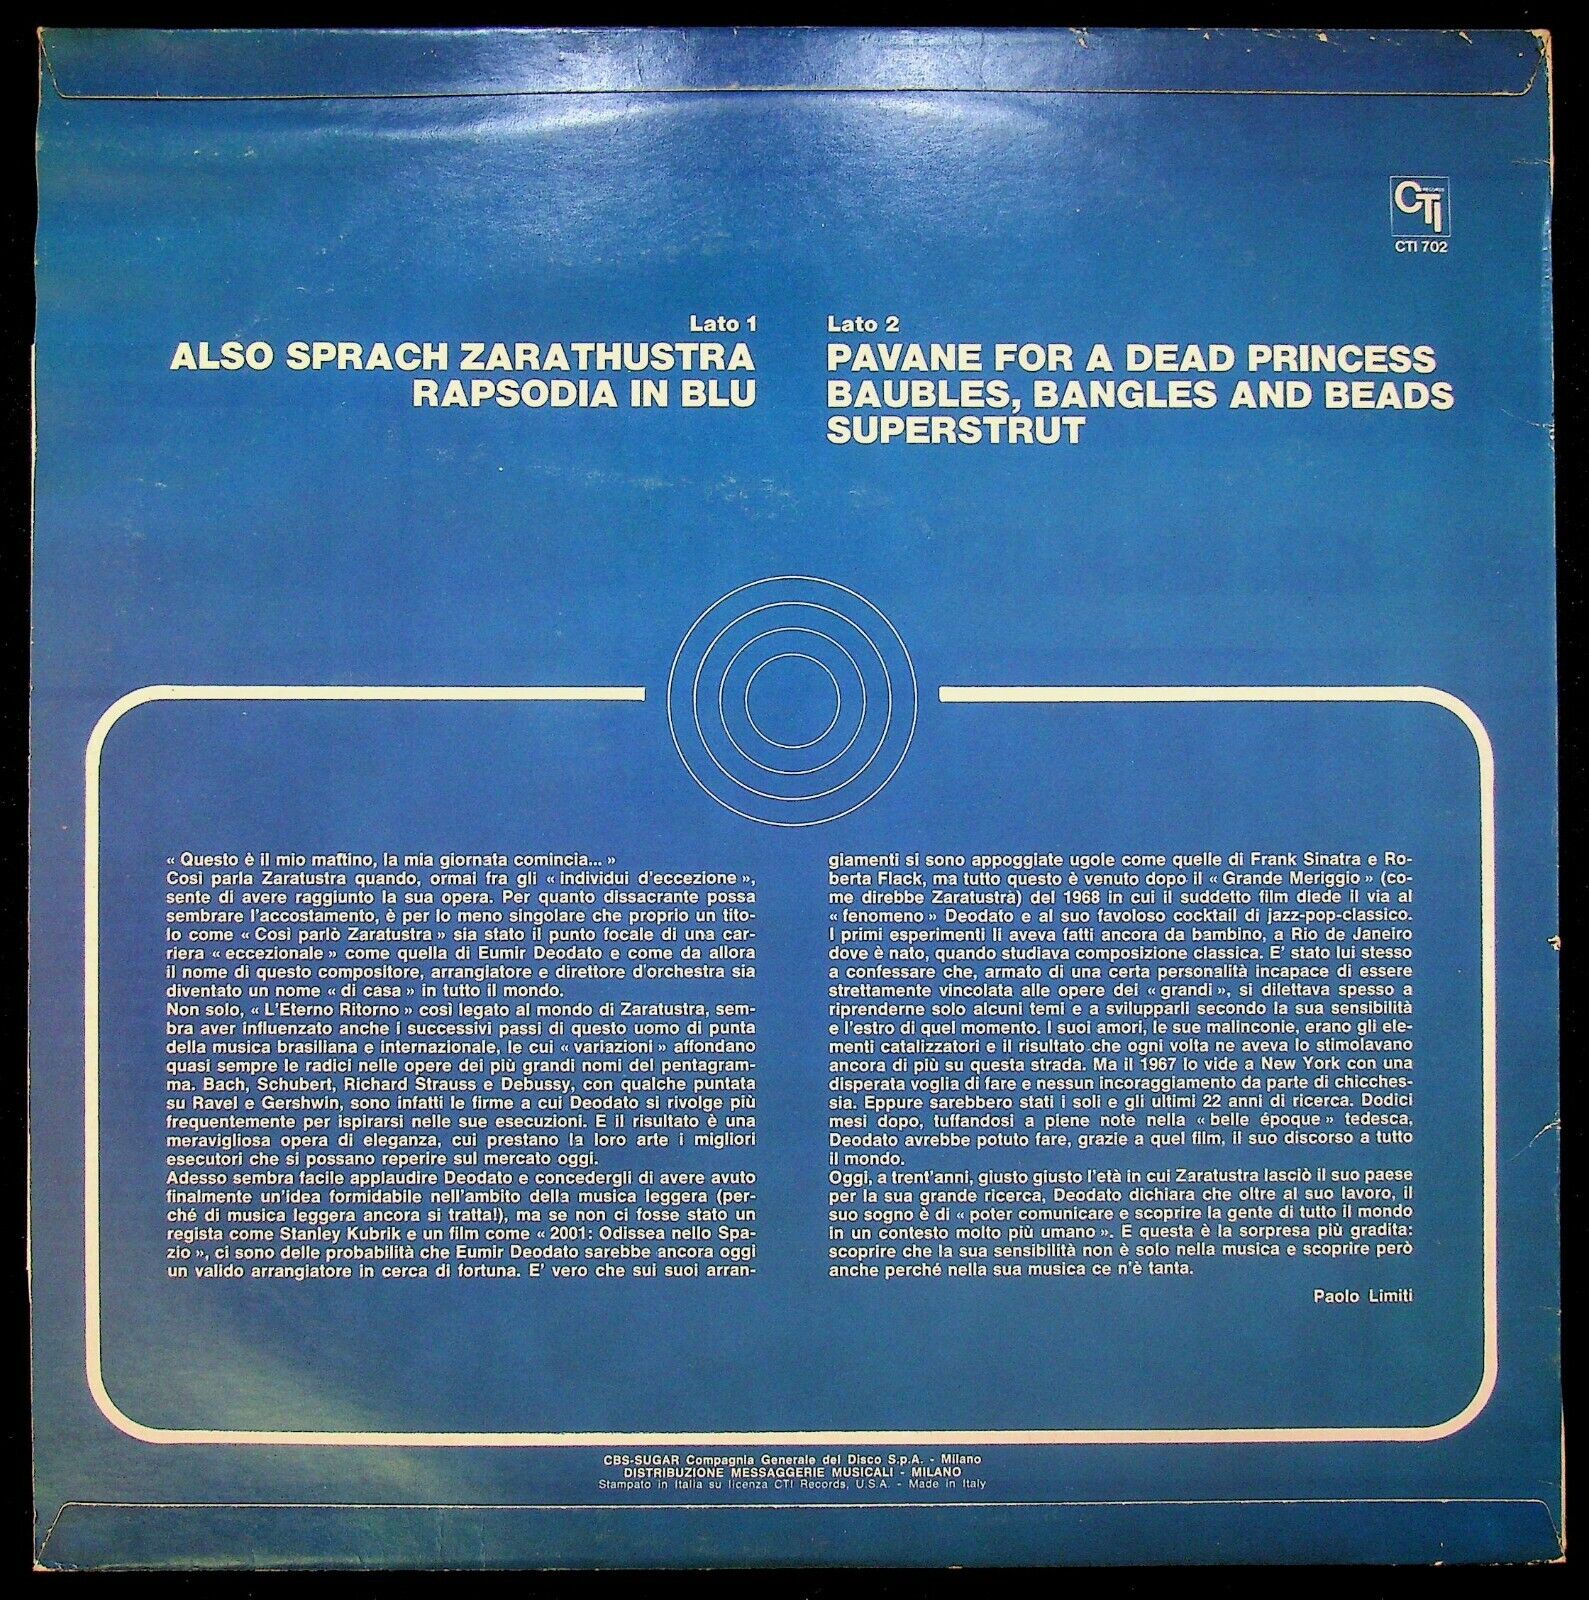 CTI RECORDS
CTI 702
Lato 1
ALSO SPRACH ZARATHUSTRA
RAPSODIA IN BLU
Lato 2
PAVANE FOR A DEAD PRINCESS
BAUBLES, BANGLES AND BEADS
SUPERSTRUT
« Questo è il mio mattino, la mia giornata comincia... »
Così parla Zaratustra quando, ormai fra gli « individui d'eccezione »,
sente di avere raggiunto la sua opera. Per quanto dissacrante possa
sembrare l'accostamento, è per lo meno singolare che proprio un tito-
lo come « Così parlò Zaratustra » sia stato il punto focale di una car-
riera « eccezionale » come quella di Eumir Deodato e come da allora
il nome di questo compositore, arrangiatore e direttore d'orchestra sia
diventato un nome « di casa » in tutto il mondo.
Non solo, « L'Eterno Ritorno » così legato al mondo di Zaratustra, sem-
bra aver influenzato anche i successivi passi di questo uomo di punta
della musica brasiliana e internazionale, le cui « variazioni » affondano
quasi sempre le radici nelle opere dei più grandi nomi del pentagram-
ma. Bach, Schubert, Richard Strauss e Debussy, con qualche puntata
su Ravel e Gershwin, sono infatti le firme a cui Deodato si rivolge più
frequentemente per ispirarsi nelle sue esecuzioni. E il risultato è una
meravigliosa opera di eleganza, cui prestano la loro arte i migliori
esecutori che si possano reperire sul mercato oggi.
Adesso sembra facile applaudire Deodato e concedergli di avere avuto
finalmente un'idea formidabile nell'ambito della musica leggera (per-
ché di musica leggera ancora si tratta!), ma se non ci fosse stato un
regista come Stanley Kubrik e un film come « 2001: Odissea nello Spa-
zio », ci sono delle probabilità che Eumir Deodato sarebbe ancora oggi
un valido arrangiatore in cerca di fortuna. E' vero che sui suoi arran-
giamenti si sono appoggiate ugole come quelle di Frank Sinatra e Ro-
berta Flack, ma tutto questo è venuto dopo il « Grande Meriggio » (co-
me direbbe Zaratustrà) del 1968 in cui il suddetto film diede il via al
« fenomeno » Deodato e al suo favoloso cocktail di jazz-pop-classico.
I primi esperimenti li aveva fatti ancora da bambino, a Rio de Janeiro
dove è nato, quando studiava composizione classica. E' stato lui stesso
a confessare che, armato di una certa personalità incapace di essere
strettamente vincolata alle opere dei « grandi », si dilettava spesso a
riprenderne solo alcuni temi e a svilupparli secondo la sua sensibilità
e l'estro di quel momento. I suoi amori, le sue malinconie, erano gli ele-
menti catalizzatori e il risultato che ogni volta ne aveva lo stimolavano
ancora di più su questa strada. Ma il 1967 lo vide a New York con una
disperata voglia di fare e nessun incoraggiamento da parte di chicches-
sia. Eppure sarebbero stati i soli e gli ultimi 22 anni di ricerca. Dodici
mesi dopo, tuffandosi a piene note nella « belle époque » tedesca,
Deodato avrebbe potuto fare, grazie a quel film, il suo discorso a tutto
il mondo.
Oggi, a trent'anni, giusto giusto l'età in cui Zaratustra lasciò il suo paese
per la sua grande ricerca, Deodato dichiara che oltre al suo lavoro, il
suo sogno è di « poter comunicare e scoprire la gente di tutto il mondo
in un contesto molto più umano ». E questa è la sorpresa più gradita:
scoprire che la sua sensibilità non è solo nella musica e scoprire però
anche perché nella sua musica ce n'è tanta.
Paolo Limiti
CBS-SUGAR Compagnia Generale del Disco S.p.A. - Milano
DISTRIBUZIONE MESSAGGERIE MUSICALI - MILANO
Stampato in Italia su licenza CTI Records, U.S.A. - Made in Italy